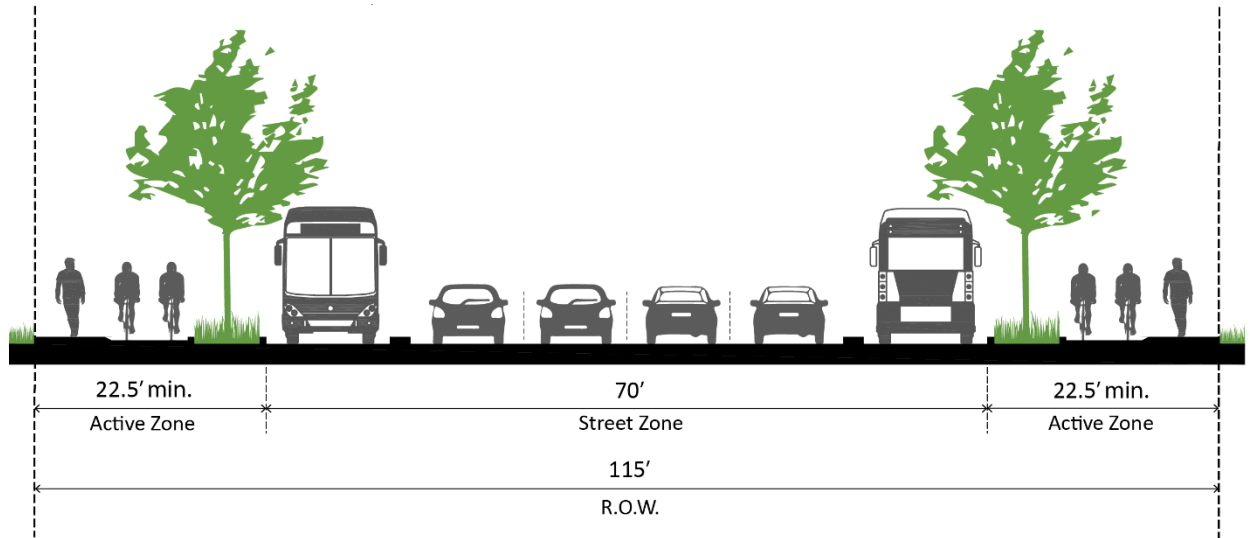 22.5’ min.
Active Zone
70’
Street Zone
22.5’ min.
Active Zone
115’
R.O.W.